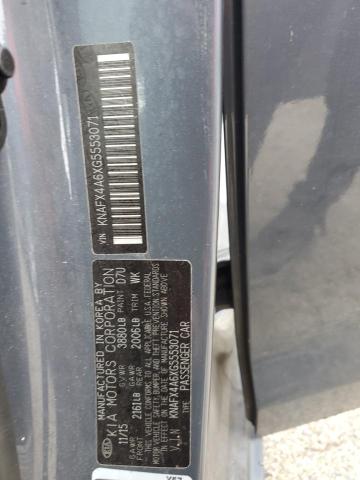 VIN KNAFX4A6XG5553071
MANUFACTURED IN KOREA BY
KIA MOTORS CORPORATION
11/15 GVWR 3880LB PAINT D7U
GAWR FRONT 2161LB GAWR REAR 2006LB WK
THIS VEHICLE CONFORMS TO ALL APPLICABLE U.S.A. FEDERAL
MOTOR VEHICLE SAFETY, BUMPER, AND THEFT PREVENTION STANDARDS
IN EFFECT ON THE DATE OF MANUFACTURE SHOWN ABOVE
V.I.N KNAFX4A6XG5553071
TYPE PASSENGER CAR